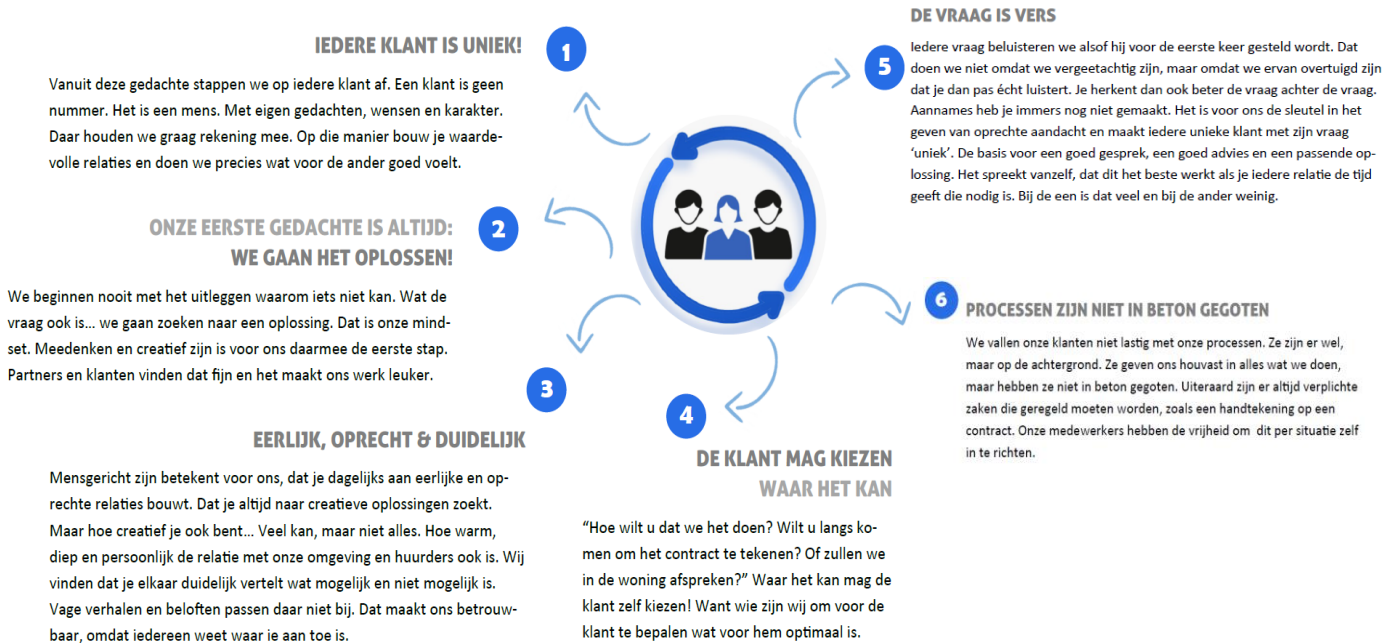 1
IEDERE KLANT IS UNIEK!
Vanuit deze gedachte stappen we op iedere klant af. Een klant is geen
nummer. Het is een mens. Met eigen gedachten, wensen en karakter.
Daar houden we graag rekening mee. Op die manier bouw je waarde-
volle relaties en doen we precies wat voor de ander goed voelt.
2
ONZE EERSTE GEDACHTE IS ALTIJD:
WE GAAN HET OPLOSSEN!
We beginnen nooit met het uitleggen waarom iets niet kan. Wat de
vraag ook is... we gaan zoeken naar een oplossing. Dat is onze mind-
set. Meedenken en creatief zijn is voor ons daarmee de eerste stap.
Partners en klanten vinden dat fijn en het maakt ons werk leuker.
3
EERLIJK, OPRECHT & DUIDELIJK
Mensgericht zijn betekent voor ons, dat je dagelijks aan eerlijke en op-
rechte relaties bouwt. Dat je altijd naar creatieve oplossingen zoekt.
Maar hoe creatief je ook bent... Veel kan, maar niet alles. Hoe warm,
diep en persoonlijk de relatie met onze omgeving en huurders ook is. Wij
vinden dat je elkaar duidelijk vertelt wat mogelijk en niet mogelijk is.
Vage verhalen en beloften passen daar niet bij. Dat maakt ons betrouw-
baar, omdat iedereen weet waar je aan toe is.
4
DE KLANT MAG KIEZEN
WAAR HET KAN
“Hoe wilt u dat we het doen? Wilt u langs ko-
men om het contract te tekenen? Of zullen we
in de woning afspreken?” Waar het kan mag de
klant zelf kiezen! Want wie zijn wij om voor de
klant te bepalen wat voor hem optimaal is.
5
DE VRAAG IS VERS
Iedere vraag beluisteren we alsof hij voor de eerste keer gesteld wordt. Dat
doen we niet omdat we vergeetachtig zijn, maar omdat we ervan overtuigd zijn
dat je dan pas écht luistert. Je herkent dan ook beter de vraag achter de vraag.
Aannames heb je immers nog niet gemaakt. Het is voor ons de sleutel in het
geven van oprechte aandacht en maakt iedere unieke klant met zijn vraag
‘uniek’. De basis voor een goed gesprek, een goed advies en een passende op-
lossing. Het spreekt vanzelf, dat dit het beste werkt als je iedere relatie de tijd
geeft die nodig is. Bij de een is dat veel en bij de ander weinig.
6
PROCESSEN ZIJN NIET IN BETON GEGOTEN
We vallen onze klanten niet lastig met onze processen. Ze zijn er wel,
maar op de achtergrond. Ze geven ons houvast in alles wat we doen,
maar hebben ze niet in beton gegoten. Uiteraard zijn er altijd verplichte
zaken die geregeld moeten worden, zoals een handtekening op een
contract. Onze medewerkers hebben de vrijheid om dit per situatie zelf
in te richten.